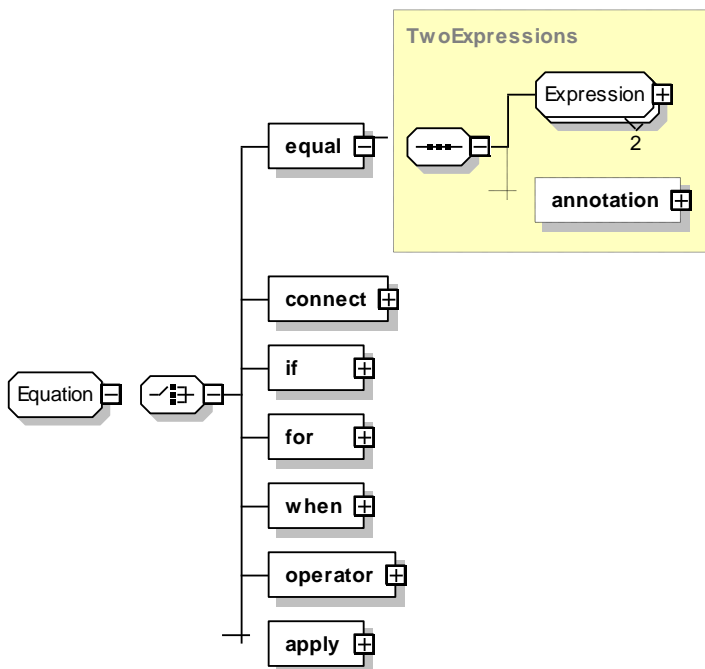 TwoExpressions
Expression
2
equal
annotation
connect
if
Equation
for
when
operator
apply